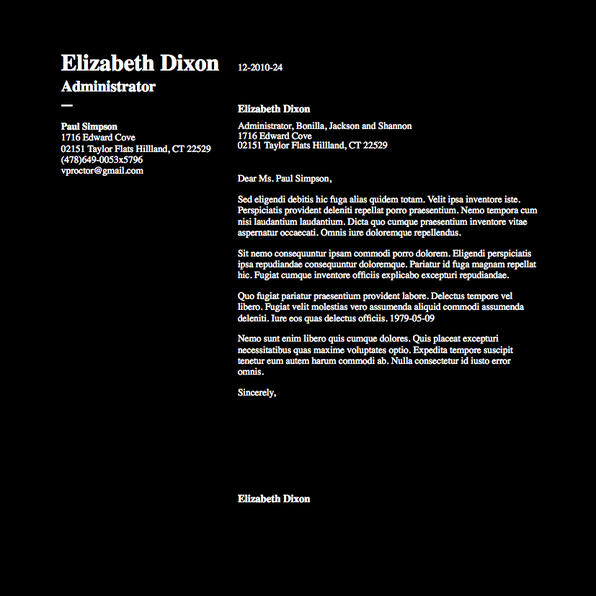 Elizabeth Dixon
Administrator
—
Paul Simpson
1716 Edward Cove
02151 Taylor Flats Hillland, CT 22529
(478)649-0053x5796
vproctor@gmail.com
12-2010-24
Elizabeth Dixon
Administrator, Bonilla, Jackson and Shannon
1716 Edward Cove
02151 Taylor Flats Hillland, CT 22529
Dear Ms. Paul Simpson,
Sed eligendi debitis hic fuga alias quidem totam. Velit ipsa inventore iste.
Perspiciatis provident deleniti repellat porro praesentium. Nemo tempora cum
nisi laudantium laudantium. Dicta quo cumque praesentium inventore vitae
aspernatur occaecati. Omnis iure doloremque repellendus.
Sit nemo consequuntur ipsam commodi porro dolorem. Eligendi perspiciatis
ipsa repudiandae consequuntur doloremque. Pariatur id fuga magnam repellat
hic. Fugiat cumque inventore officiis explicabo excepturi repudiandae.
Quo fugiat pariatur praesentium provident labore. Delectus tempore vel
libero. Fugiat velit molestias vero assumenda aliquid commodi assumenda
deleniti. Iure eos quas delectus officiis. 1979-05-09
Nemo sunt enim libero quis cumque dolores. Quis placeat excepturi
necessitatibus quas maxime voluptates optio. Expedita tempore suscipit
tenetur eum autem harum commodi ab. Nulla consectetur id iusto error
omnis.
Sincerely,
Elizabeth Dixon